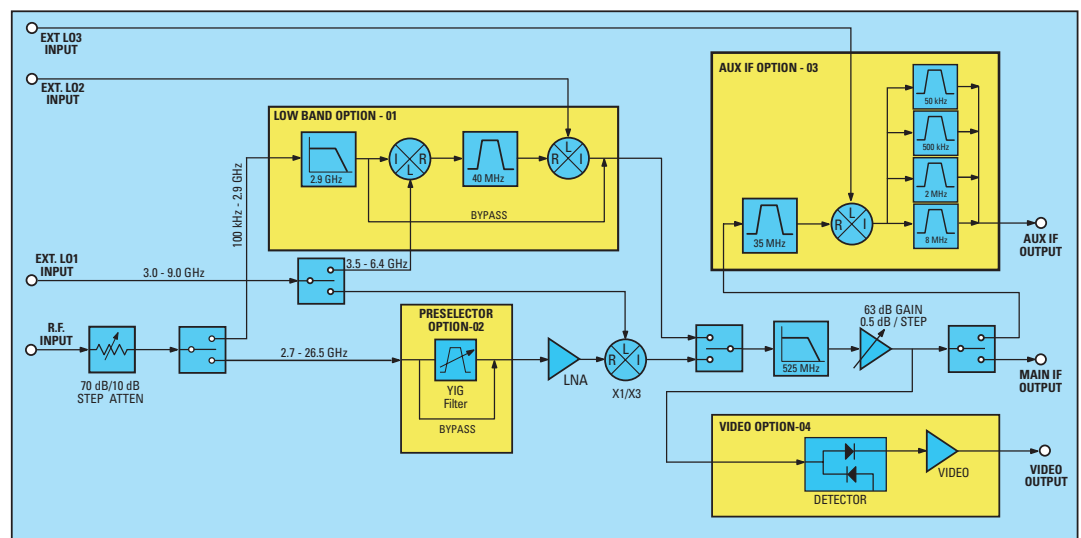 EXT LO3
INPUT
EXT. LO2
INPUT
LOW BAND OPTION - 01
2.9 GHz
I
R
L
40 MHz
L
R
I
BYPASS
100 kHz - 2.9 GHz
AUX IF OPTION - 03
50 kHz
500 kHz
2 MHz
8 MHz
35 MHz
L
R
I
AUX IF
OUTPUT
EXT. LO1
INPUT
3.0 - 9.0 GHz
3.5 - 6.4 GHz
R.F.
INPUT
70 dB/10 dB
STEP ATTEN
2.7 - 26.5 GHz
PRESELECTOR
OPTION-02
YIG
Filter
BYPASS
LNA
L
R
I
X1/X3
525 MHz
63 dB GAIN
0.5 dB / STEP
MAIN IF
OUTPUT
VIDEO OPTION-04
DETECTOR
VIDEO
VIDEO
OUTPUT